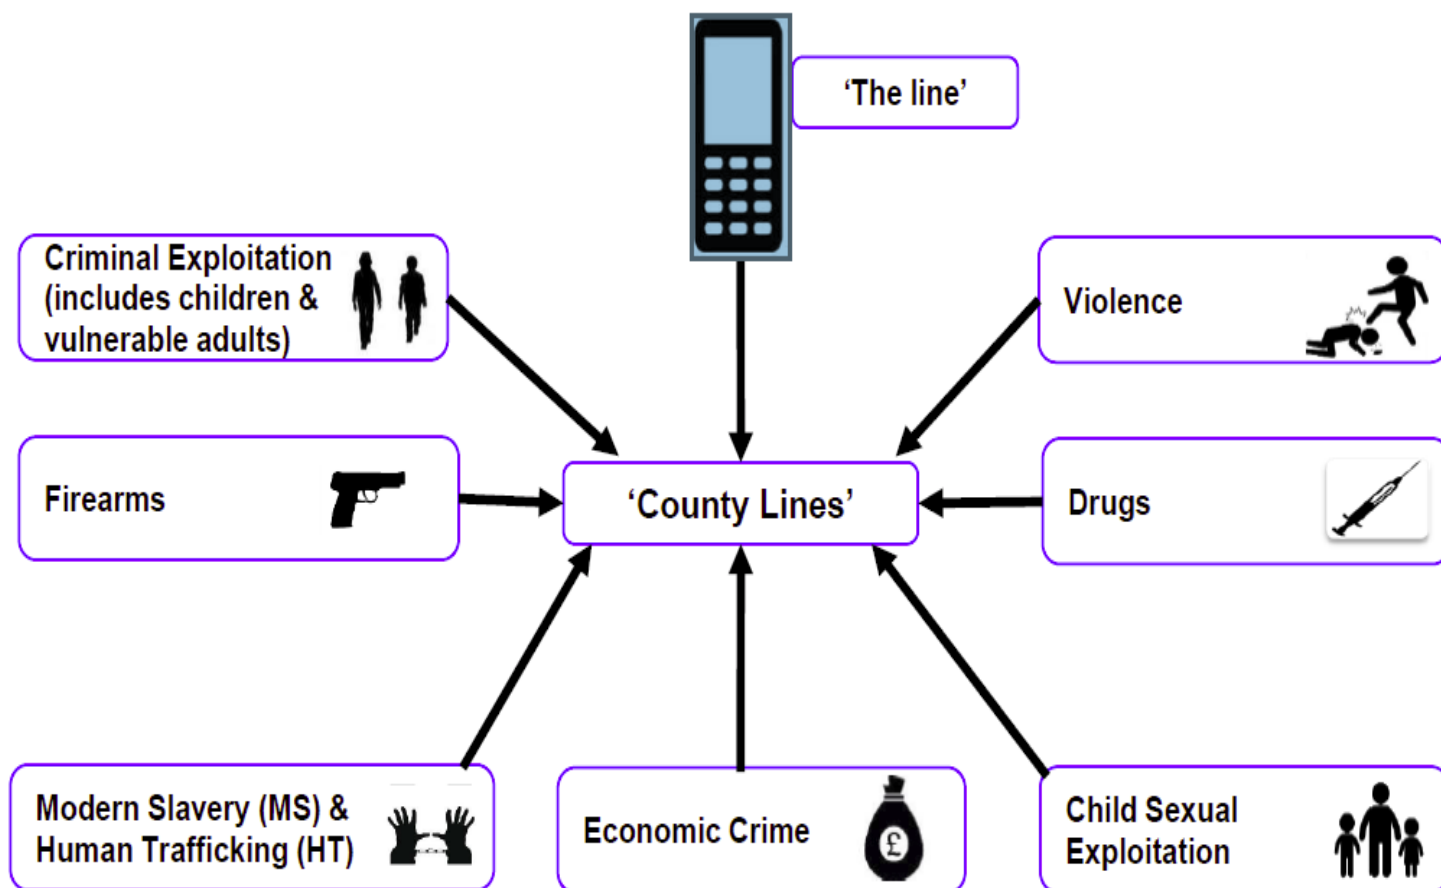 ‘The line’
Criminal Exploitation
(includes children &
vulnerable adults)
Violence
Firearms
‘County Lines’
Drugs
Modern Slavery (MS) &
Human Trafficking (HT)
Economic Crime
£
Child Sexual
Exploitation